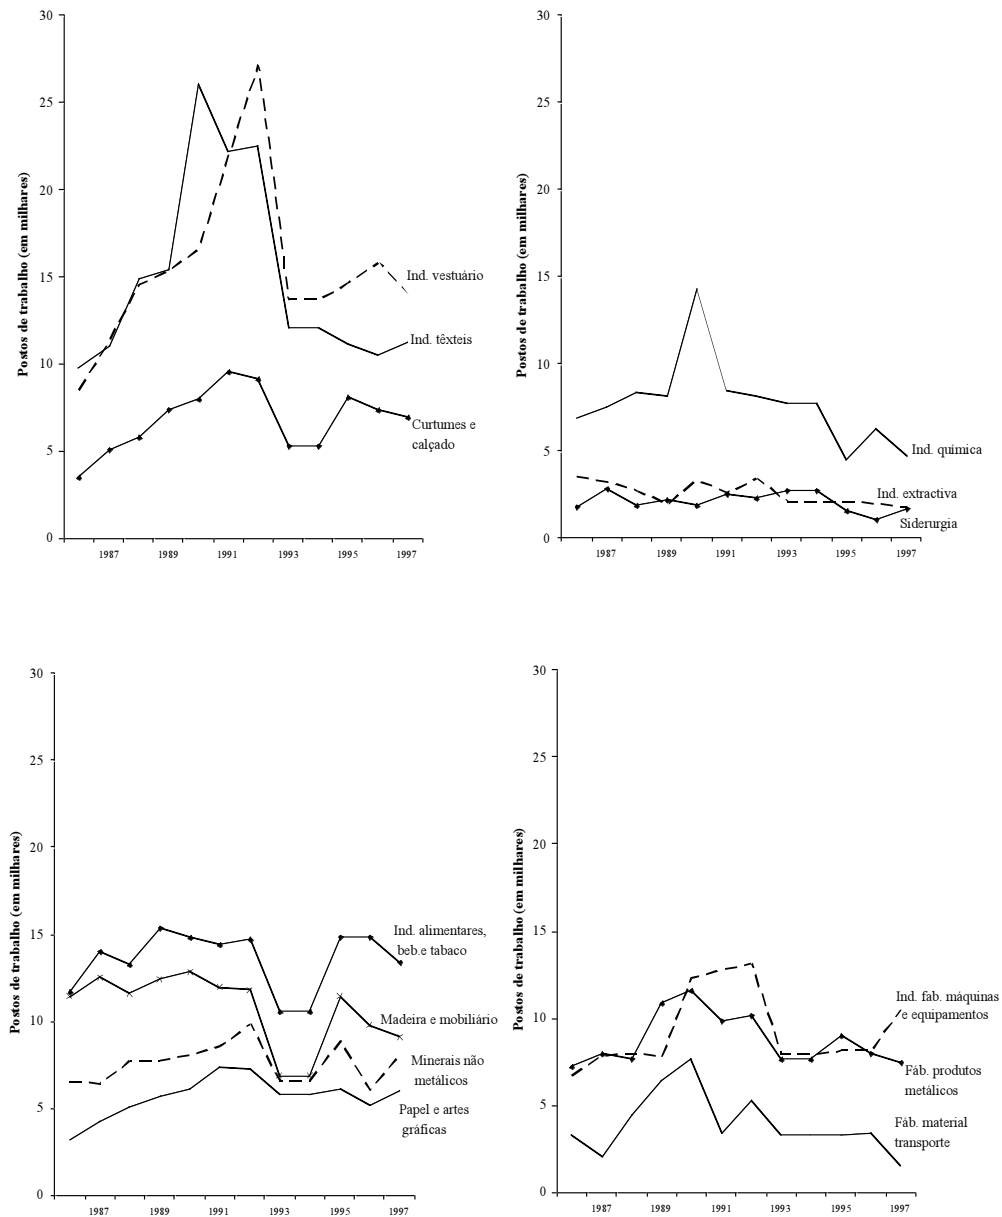 30
25
20
15
10
5
0
Postos de trabalho (em milhares)
Ind. vestuário
Ind. têxteis
Curtumes e
calçado
1987 1989 1991 1993 1995 1997
30
25
20
15
10
5
0
Postos de trabalho (em milhares)
Ind. química
Ind. extractiva
Siderurgia
1987 1989 1991 1993 1995 1997
30
25
20
15
10
5
0
Postos de trabalho (em milhares)
Ind. alimentares,
beb.e tabaco
Madeira e mobiliário
Minerais não
metálicos
Papel e artes
gráficas
1987 1989 1991 1993 1995 1997
30
25
20
15
10
5
0
Postos de trabalho (em milhares)
Ind. fab. máquinas
e equipamentos
Fáb. produtos
metálicos
Fáb. material
transporte
1987 1989 1991 1993 1995 1997